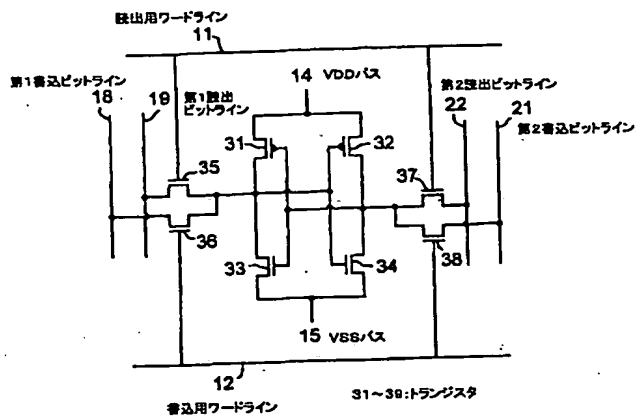 読出用ワードライン
11
第1書込ビットライン
18
19
第1読出
ビットライン
14 VDDパス
第2読出ビットライン
22
21
第2書込ビットライン
31
32
35
37
36
38
33
34
15 VSSパス
12
書込用ワードライン
31~39:トランジスタ